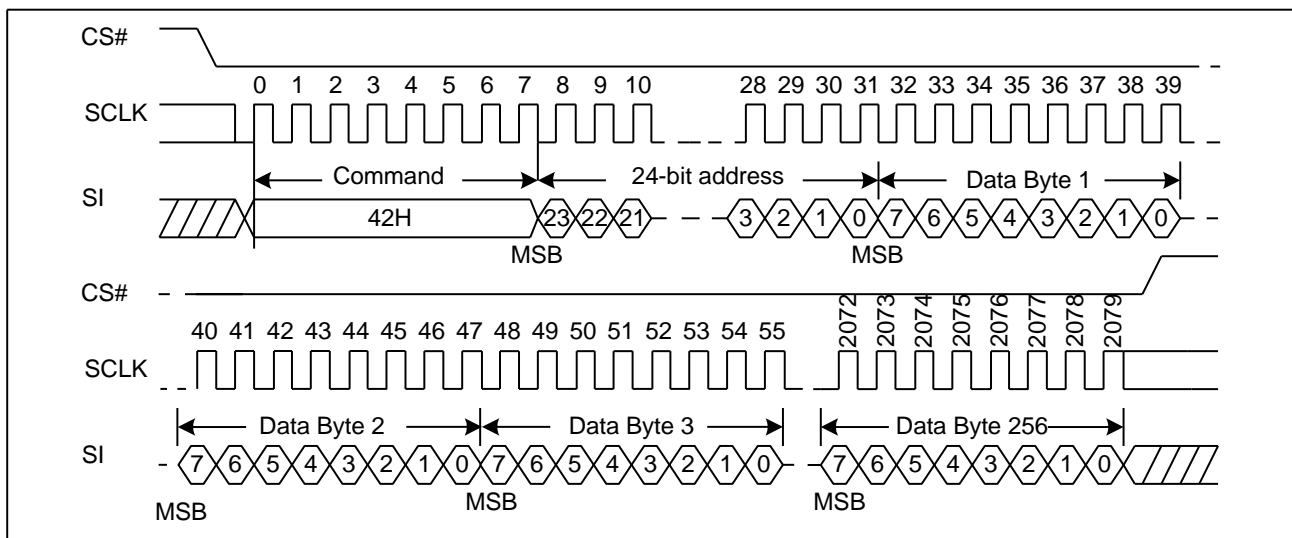 CS#
0 1 2 3 4 5 6 7 8 9 10 28 29 30 31 32 33 34 35 36 37 38 39
SCLK
Command 24-bit address Data Byte 1
SI
42H 23 22 21 3 2 1 0 7 6 5 4 3 2 1 0
MSB MSB
CS#
40 41 42 43 44 45 46 47 48 49 50 51 52 53 54 55 2072 2073 2074 2075 2076 2077 2078 2079
SCLK
Data Byte 2 Data Byte 3 Data Byte 256
SI
7 6 5 4 3 2 1 0 7 6 5 4 3 2 1 0 7 6 5 4 3 2 1 0
MSB MSB MSB